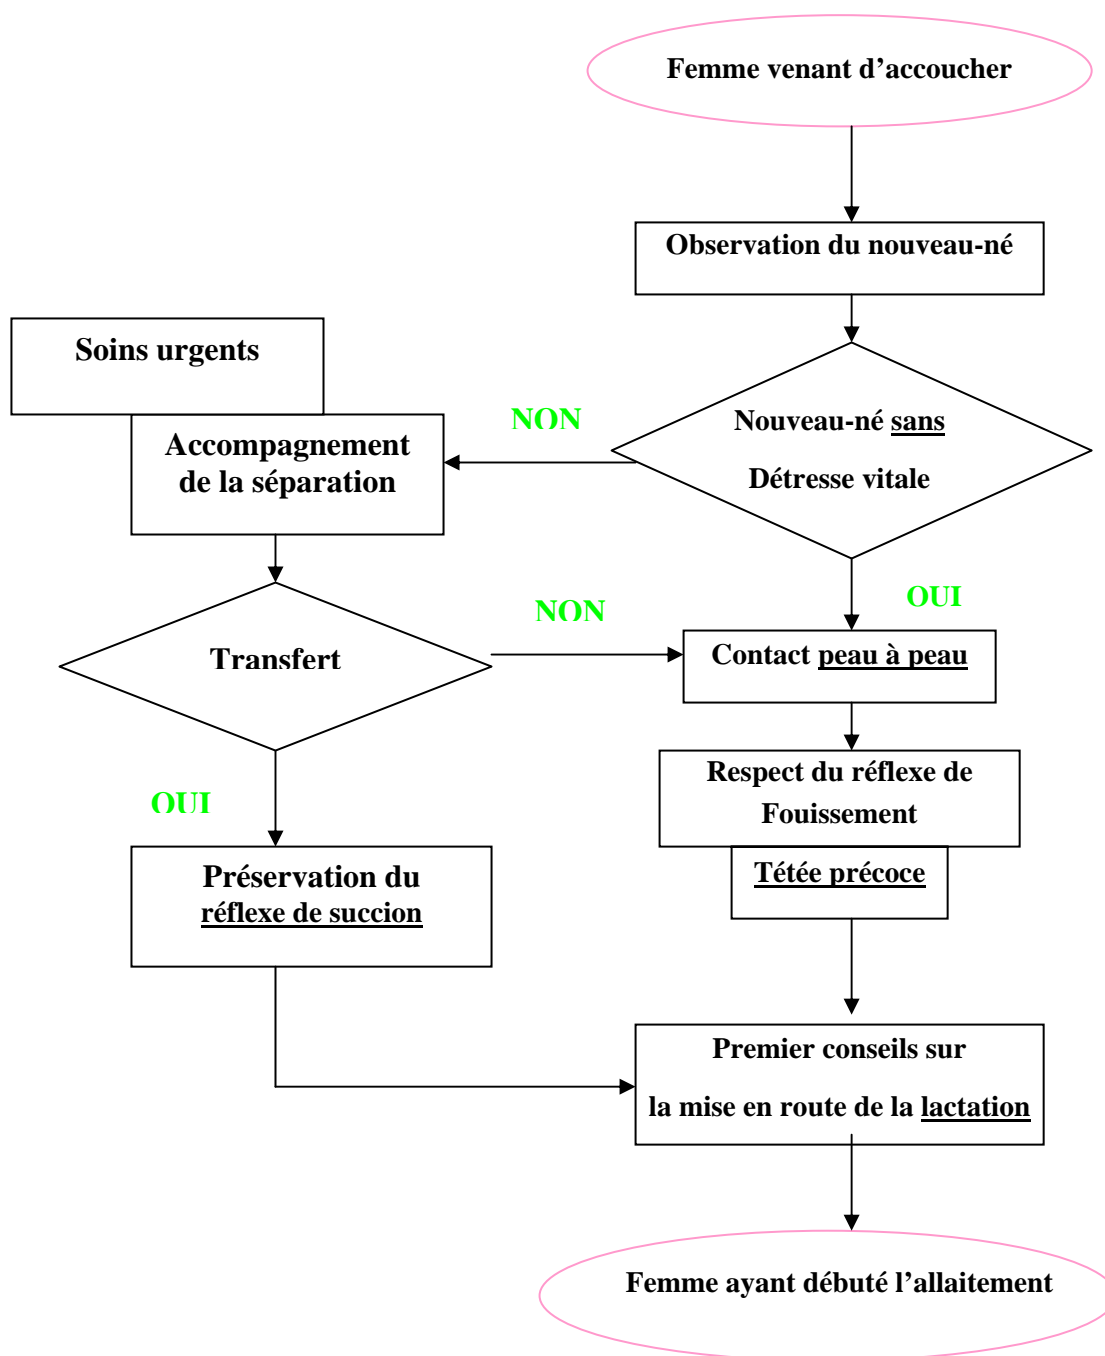 Femme venant d’accoucher
Observation du nouveau-né
Soins urgents
NON
Nouveau-né sans
Détresse vitale
Accompagnement
de la séparation
OUI
NON
Transfert
Contact peau à peau
Respect du réflexe de
Fouissement
OUI
Tétée précoce
Préservation du
réflexe de succion
Premier conseils sur
la mise en route de la lactation
Femme ayant débuté l’allaitement